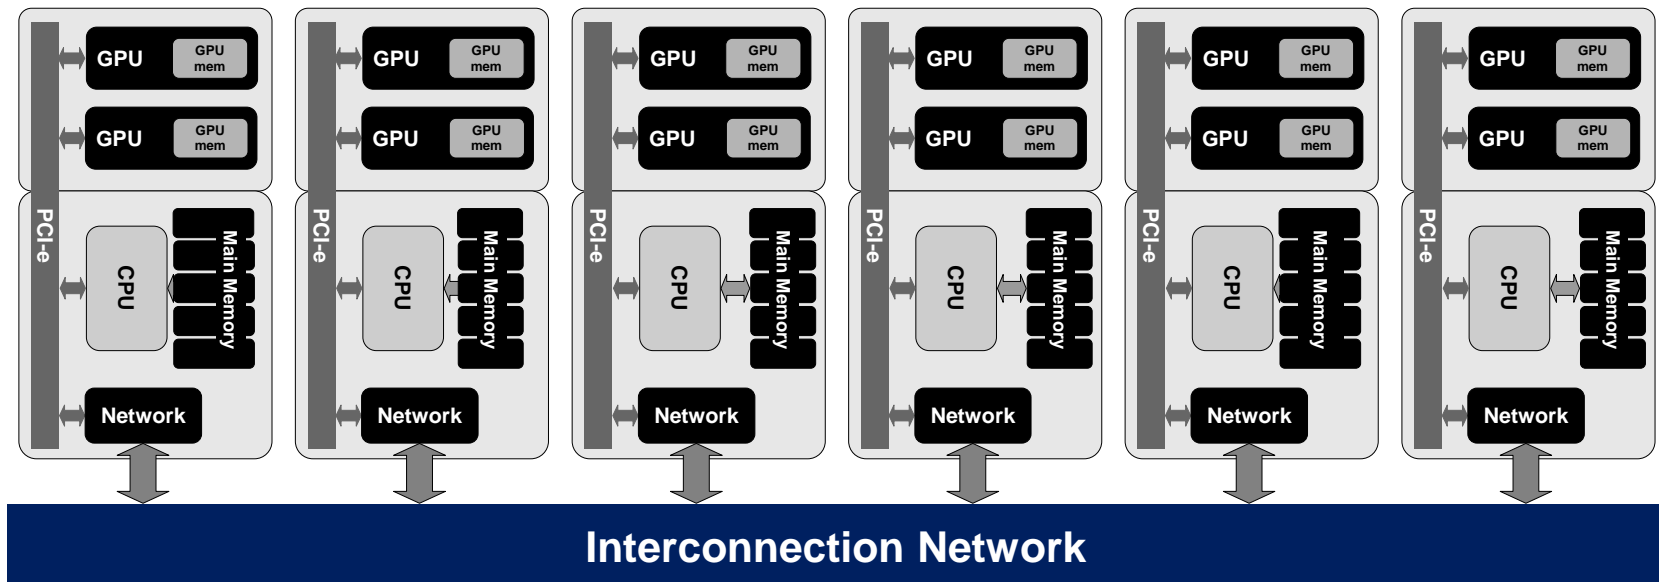 GPU
GPU
mem
GPU
GPU
mem
PCI-e
CPU
Main Memory
Network
GPU
GPU
mem
GPU
GPU
mem
PCI-e
CPU
Main Memory
Network
GPU
GPU
mem
GPU
GPU
mem
PCI-e
CPU
Main Memory
Network
GPU
GPU
mem
GPU
GPU
mem
PCI-e
CPU
Main Memory
Network
GPU
GPU
mem
GPU
GPU
mem
PCI-e
CPU
Main Memory
Network
GPU
GPU
mem
GPU
GPU
mem
PCI-e
CPU
Main Memory
Network
Interconnection Network